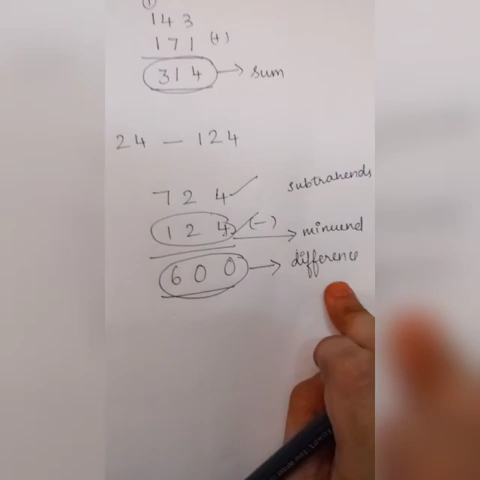 1
143
171 (+)
314 → sum
24 — 124
724 subtrahends
124 (-) → minuend
600 → difference